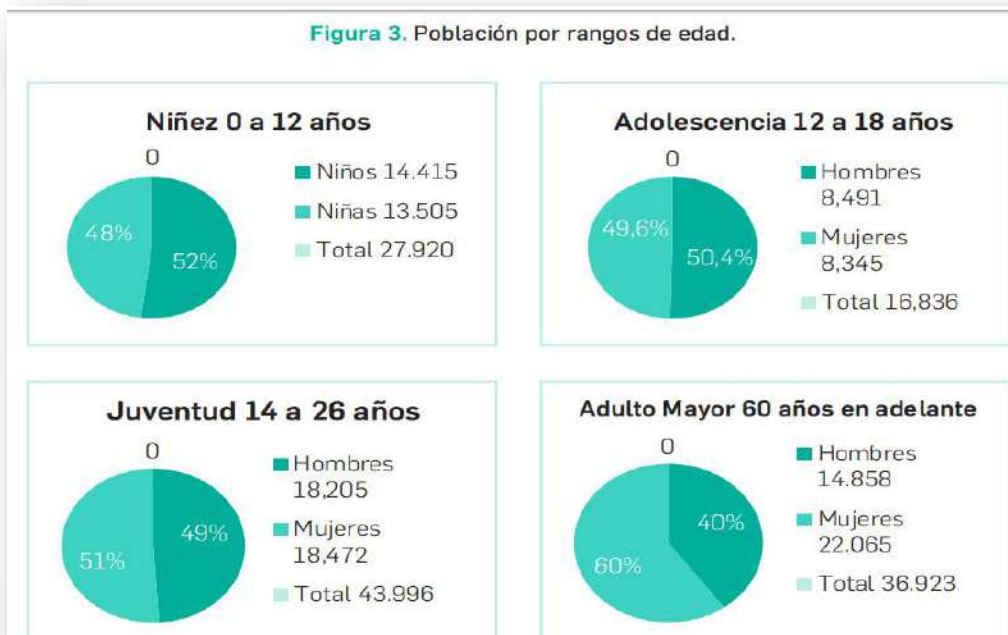 Figura 3. Población por rangos de edad.
Niñez 0 a 12 años
0
48%
52%
Niños 14.415
Niñas 13.505
Total 27.920
Adolescencia 12 a 18 años
0
49,6%
50,4%
Hombres
8,491
Mujeres
8,345
Total 16,836
Juventud 14 a 26 años
0
49%
51%
Hombres
18,205
Mujeres
18,472
Total 43.996
Adulto Mayor 60 años en adelante
0
40%
60%
Hombres
14.858
Mujeres
22.065
Total 36.923